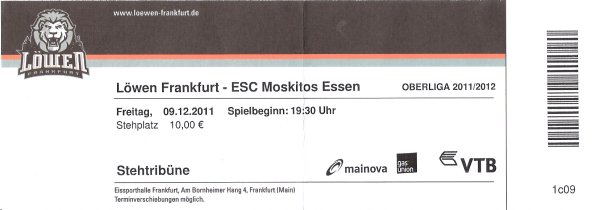 www.loewen-frankfurt.de
LÖWEN
FRANKFURT
Löwen Frankfurt - ESC Moskitos Essen
OBERLIGA 2011/2012
Freitag, 09.12.2011 Spielbeginn: 19:30 Uhr
Stehplatz 10,00 €
Stehtribüne
mainova
gas
union
VTB
Eissporthalle Frankfurt, Am Bornheimer Hang 4, Frankfurt (Main)
Terminverschiebungen möglich.
1c09